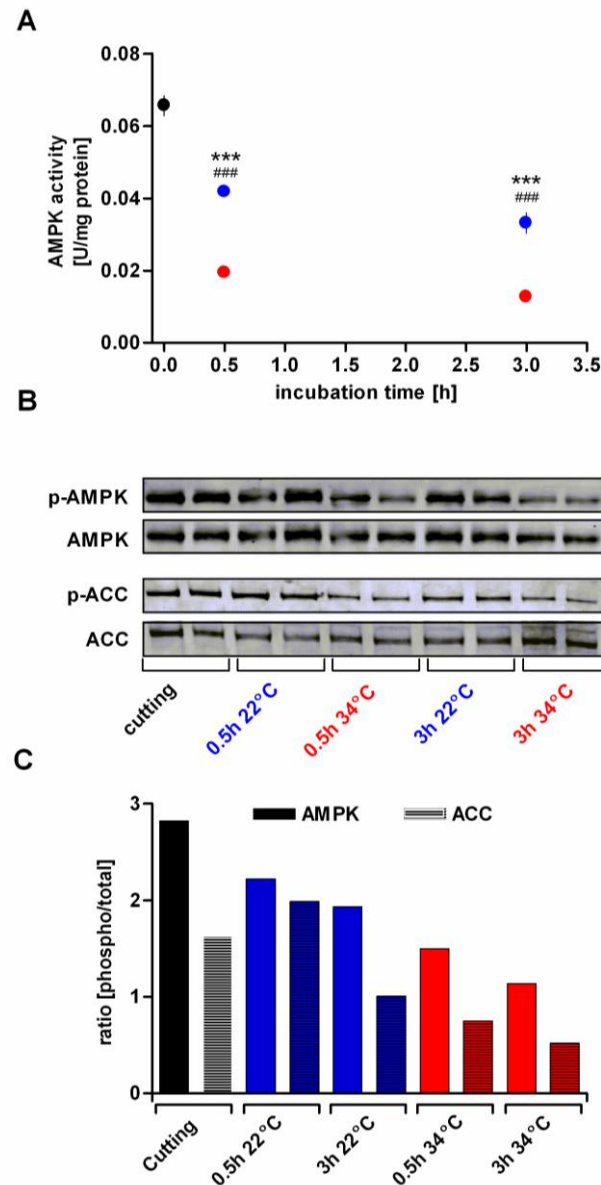 A
0.08
0.06
0.04
0.02
0.00
AMPK activity
[U/mg protein]
***
###
***
###
0.0 0.5 1.0 1.5 2.0 2.5 3.0 3.5
incubation time [h]
B
p-AMPK
AMPK
p-ACC
ACC
cutting
0.5h 22°C
0.5h 34°C
3h 22°C
3h 34°C
C
AMPK ACC
3
2
1
0
ratio [phospho/total]
Cutting
0.5h 22°C
3h 22°C
0.5h 34°C
3h 34°C